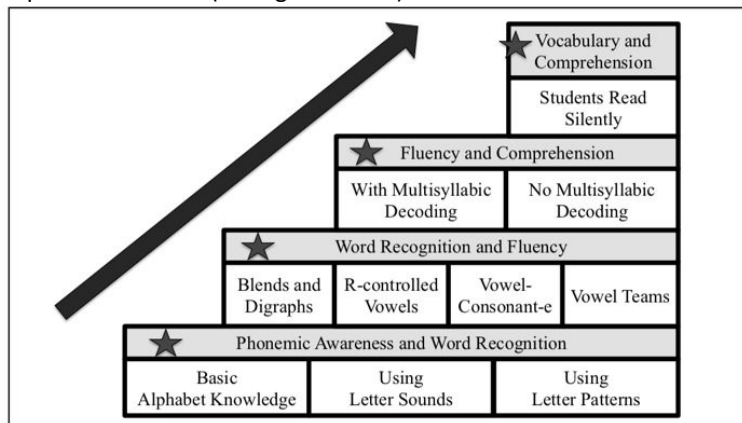 Vocabulary and
Comprehension
Students Read
Silently
Fluency and Comprehension
With Multisyllabic
Decoding
No Multisyllabic
Decoding
Word Recognition and Fluency
Blends and
Digraphs
R-controlled
Vowels
Vowel-
Consonant-e
Vowel Teams
Phonemic Awareness and Word Recognition
Basic
Alphabet Knowledge
Using
Letter Sounds
Using
Letter Patterns